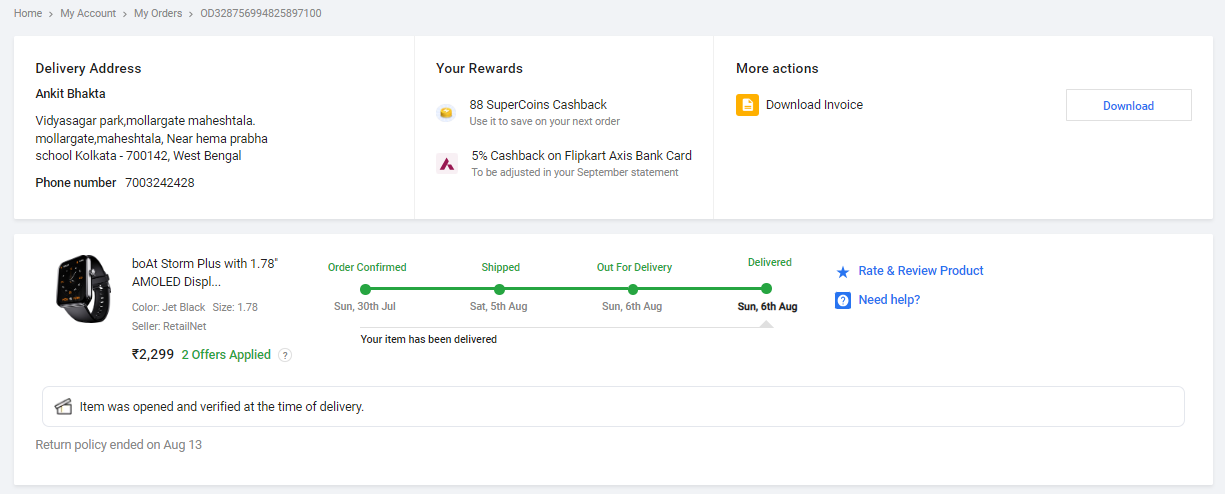 Home > My Account > My Orders > OD328756994825897100
Delivery Address
Ankit Bhakta
Vidyasagar park,mollargate maheshtala.
mollargate,maheshtala, Near hema prabha
school Kolkata - 700142, West Bengal
Phone number 7003242428
Your Rewards
88 SuperCoins Cashback
Use it to save on your next order
5% Cashback on Flipkart Axis Bank Card
To be adjusted in your September statement
More actions
Download Invoice
Download
boAt Storm Plus with 1.78"
AMOLED Displ...
Color: Jet Black Size: 1.78
Seller: RetailNet
₹2,299 2 Offers Applied ?
Order Confirmed
Sun, 30th Jul
Shipped
Sat, 5th Aug
Out For Delivery
Sun, 6th Aug
Delivered
Sun, 6th Aug
Your item has been delivered
Rate & Review Product
Need help?
Item was opened and verified at the time of delivery.
Return policy ended on Aug 13